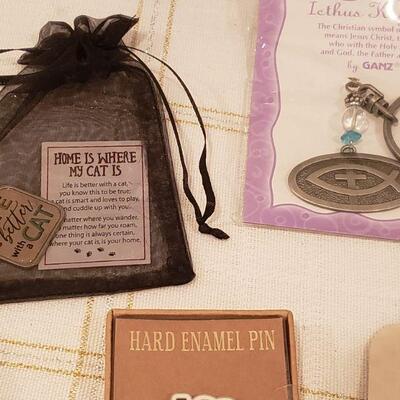 HOME IS WHERE
MY CAT IS
Life is better with a cat,
you know this to be true;
a cat is smart and loves to play,
and cuddle up with you.
matter where you wander,
matter how far you roam,
one thing is always certain,
where your cat is, is your home.
better
with a
CAT
Icthus
The Christian symbol
means Jesus Christ,
who with the Holy
and God, the Father
by GANZ
HARD ENAMEL PIN